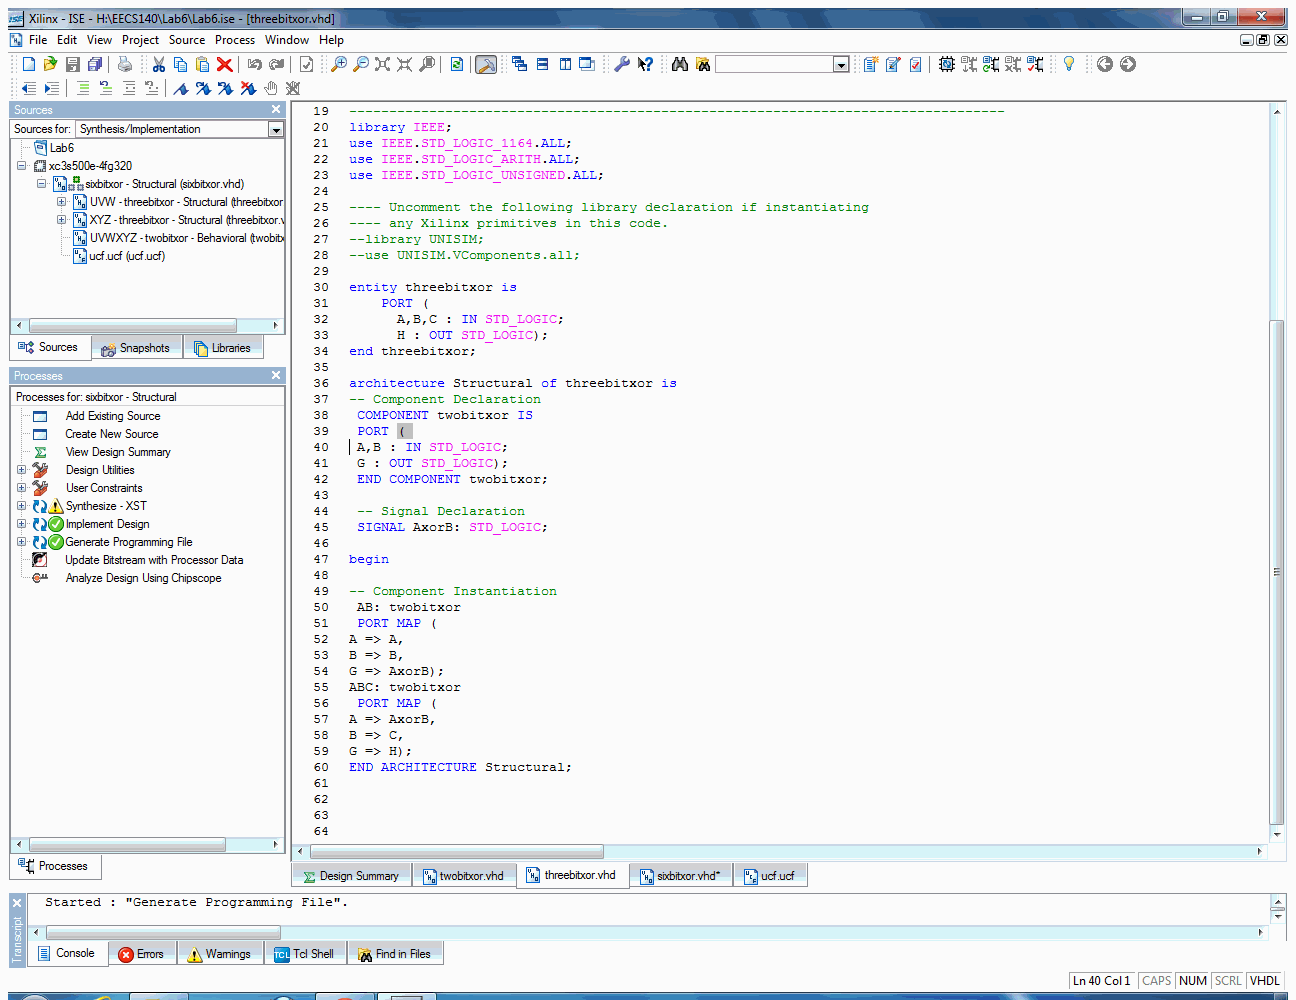 Xilinx - ISE - H:\EECS140\Lab6\Lab6.ise - [threebitxor.vhd]
File Edit View Project Source Process Window Help
Sources
Sources for: Synthesis/Implementation
Lab6
xc3s500e-4fg320
sixbitxor - Structural (sixbitxor.vhd)
UVW - threebitxor - Structural (threebitxor
XYZ - threebitxor - Structural (threebitxor.v
UVWXYZ - twobitxor - Behavioral (twobitx
ucf.ucf (ucf.ucf)
Sources Snapshots Libraries
Processes
Processes for: sixbitxor - Structural
Add Existing Source
Create New Source
View Design Summary
Design Utilities
User Constraints
Synthesize - XST
Implement Design
Generate Programming File
Update Bitstream with Processor Data
Analyze Design Using Chipscope
Processes
19 ----------------------------------------------------------------------------------
20 library IEEE;
21 use IEEE.STD_LOGIC_1164.ALL;
22 use IEEE.STD_LOGIC_ARITH.ALL;
23 use IEEE.STD_LOGIC_UNSIGNED.ALL;
24
25 ---- Uncomment the following library declaration if instantiating
26 ---- any Xilinx primitives in this code.
27 --library UNISIM;
28 --use UNISIM.VComponents.all;
29
30 entity threebitxor is
31 PORT (
32 A,B,C : IN STD_LOGIC;
33 H : OUT STD_LOGIC);
34 end threebitxor;
35
36 architecture Structural of threebitxor is
37 -- Component Declaration
38 COMPONENT twobitxor IS
39 PORT (
40 A,B : IN STD_LOGIC;
41 G : OUT STD_LOGIC);
42 END COMPONENT twobitxor;
43
44 -- Signal Declaration
45 SIGNAL AxorB: STD_LOGIC;
46
47 begin
48
49 -- Component Instantiation
50 AB: twobitxor
51 PORT MAP (
52 A => A,
53 B => B,
54 G => AxorB);
55 ABC: twobitxor
56 PORT MAP (
57 A => AxorB,
58 B => C,
59 G => H);
60 END ARCHITECTURE Structural;
61
62
63
64
Design Summary twobitxor.vhd threebitxor.vhd sixbitxor.vhd* ucf.ucf
Transcript
Started : "Generate Programming File".
Console Errors Warnings TCL Tcl Shell Find in Files
Ln 40 Col 1 CAPS NUM SCRL VHDL